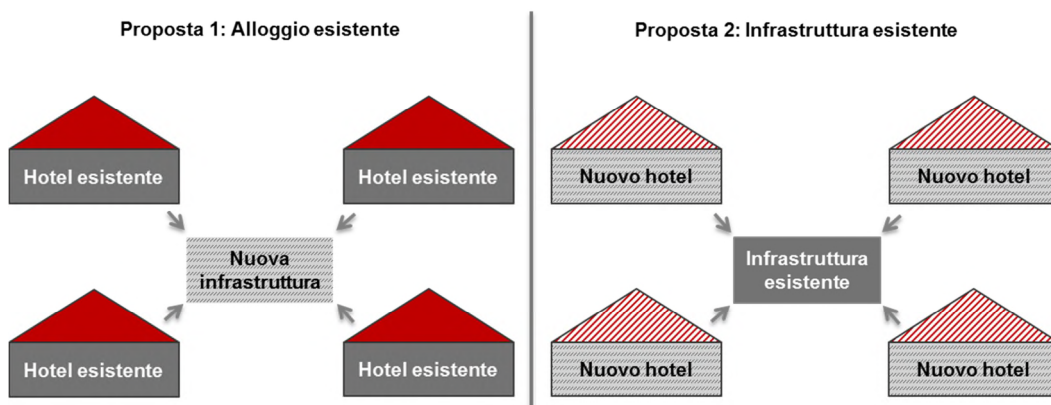 Proposta 1: Alloggio esistente
Hotel esistente
Hotel esistente
Nuova
infrastruttura
Hotel esistente
Hotel esistente
Proposta 2: Infrastruttura esistente
Nuovo hotel
Nuovo hotel
Infrastruttura
esistente
Nuovo hotel
Nuovo hotel